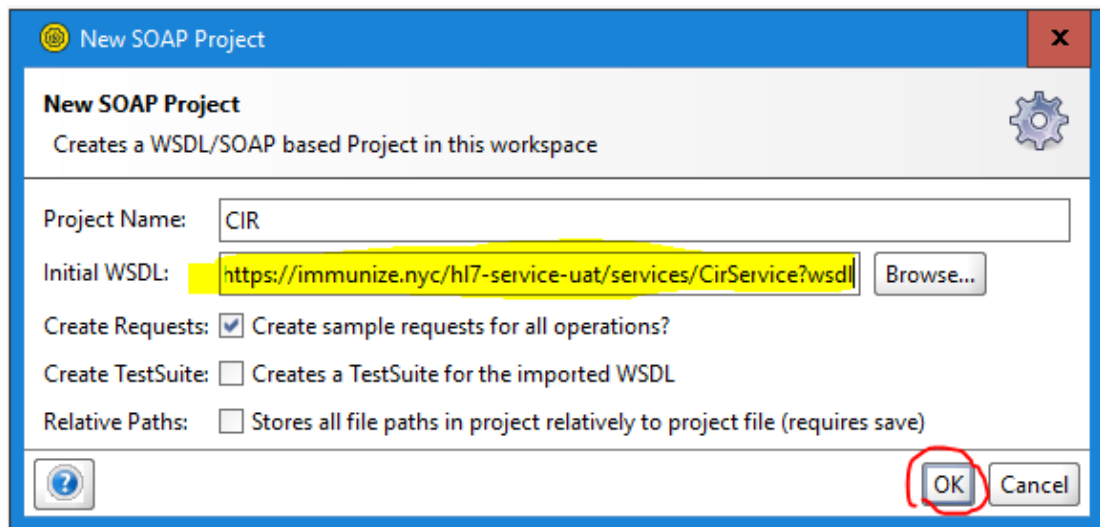 New SOAP Project
x
New SOAP Project
Creates a WSDL/SOAP based Project in this workspace
Project Name: CIR
Initial WSDL: https://immunize.nyc/hl7-service-uat/services/CirService?wsdl Browse...
Create Requests: Create sample requests for all operations?
Create TestSuite: Creates a TestSuite for the imported WSDL
Relative Paths: Stores all file paths in project relatively to project file (requires save)
? OK Cancel